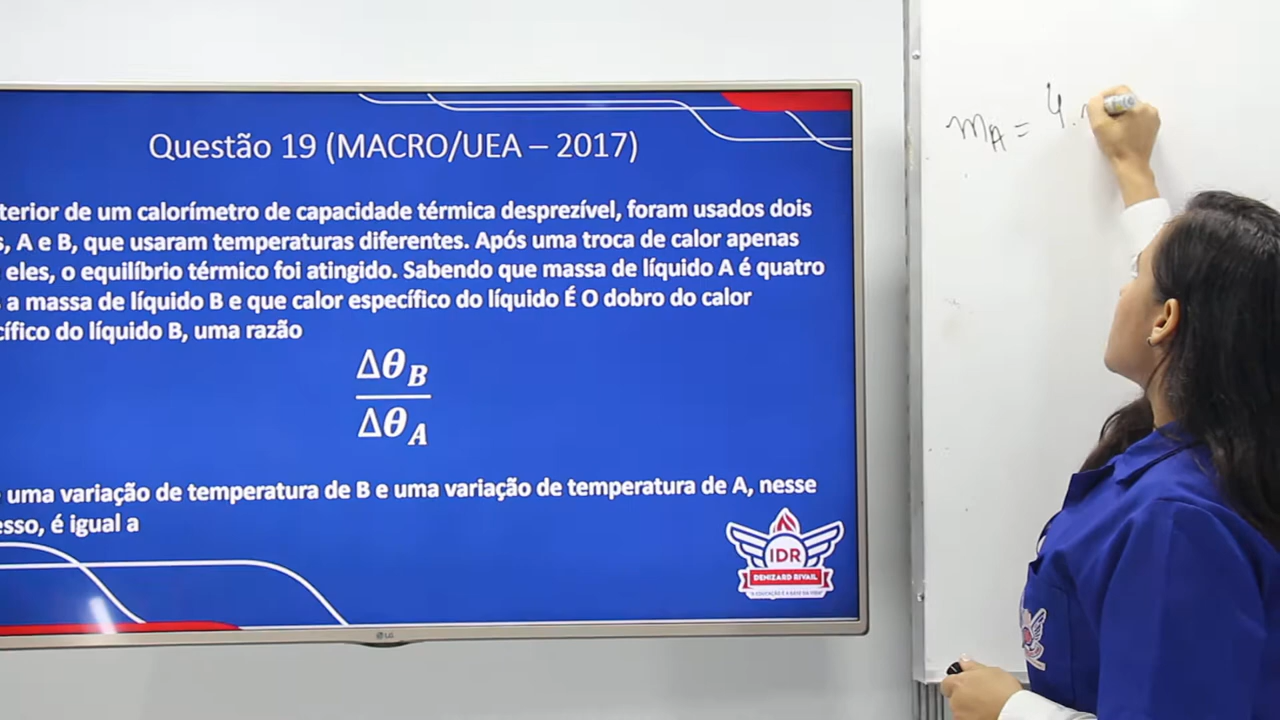 Questão 19 (MACRO/UEA – 2017)
terior de um calorímetro de capacidade térmica desprezível, foram usados dois
s, A e B, que usaram temperaturas diferentes. Após uma troca de calor apenas
eles, o equilíbrio térmico foi atingido. Sabendo que massa de líquido A é quatro
s a massa de líquido B e que calor específico do líquido É O dobro do calor
cífico do líquido B, uma razão
Δθ B
Δθ A
uma variação de temperatura de B e uma variação de temperatura de A, nesse
esso, é igual a
IDR
DENIZARD RIVAIL
LG
mA = 4.